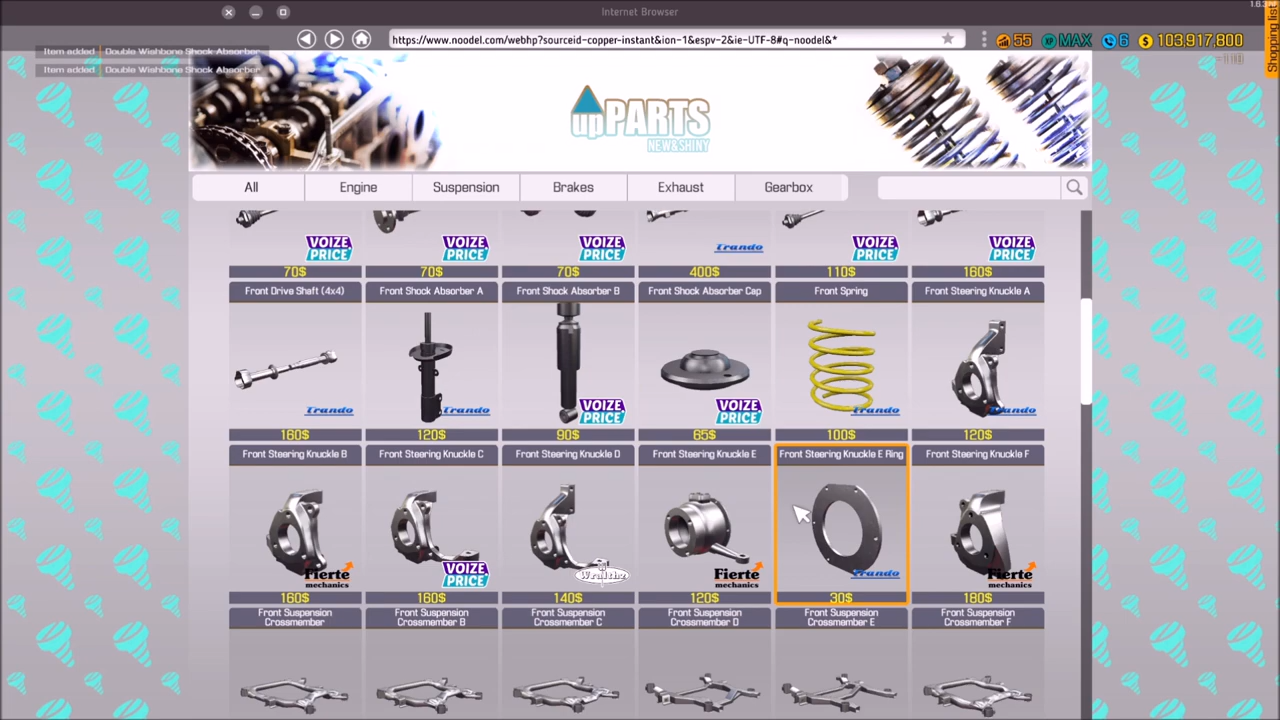 Internet Browser
1.6.3
Shopping list
https://www.noodel.com/webhp?sourceid-copper-instant&ion-1&espv-2&ie-UTF-8#q-noodel&*
55
XP MAX
6
$ 103,917,800
Item added | Double Wishbone Shock Absorber
Item added | Double Wishbone Shock Absorber
upPARTS
NEW&SHINY
All Engine Suspension Brakes Exhaust Gearbox
VOIZE PRICE VOIZE PRICE VOIZE PRICE Trando VOIZE PRICE VOIZE PRICE
70$ 70$ 70$ 400$ 110$ 160$
Front Drive Shaft (4x4) Front Shock Absorber A Front Shock Absorber B Front Shock Absorber Cap Front Spring Front Steering Knuckle A
Trando Trando VOIZE PRICE VOIZE PRICE Trando Trando
160$ 120$ 90$ 65$ 100$ 120$
Front Steering Knuckle B Front Steering Knuckle C Front Steering Knuckle D Front Steering Knuckle E Front Steering Knuckle E Ring Front Steering Knuckle F
Fierte mechanics VOIZE PRICE Fierte mechanics Trando Fierte mechanics
160$ 160$ 140$ 120$ 30$ 180$
Front Suspension Crossmember Front Suspension Crossmember B Front Suspension Crossmember C Front Suspension Crossmember D Front Suspension Crossmember E Front Suspension Crossmember F